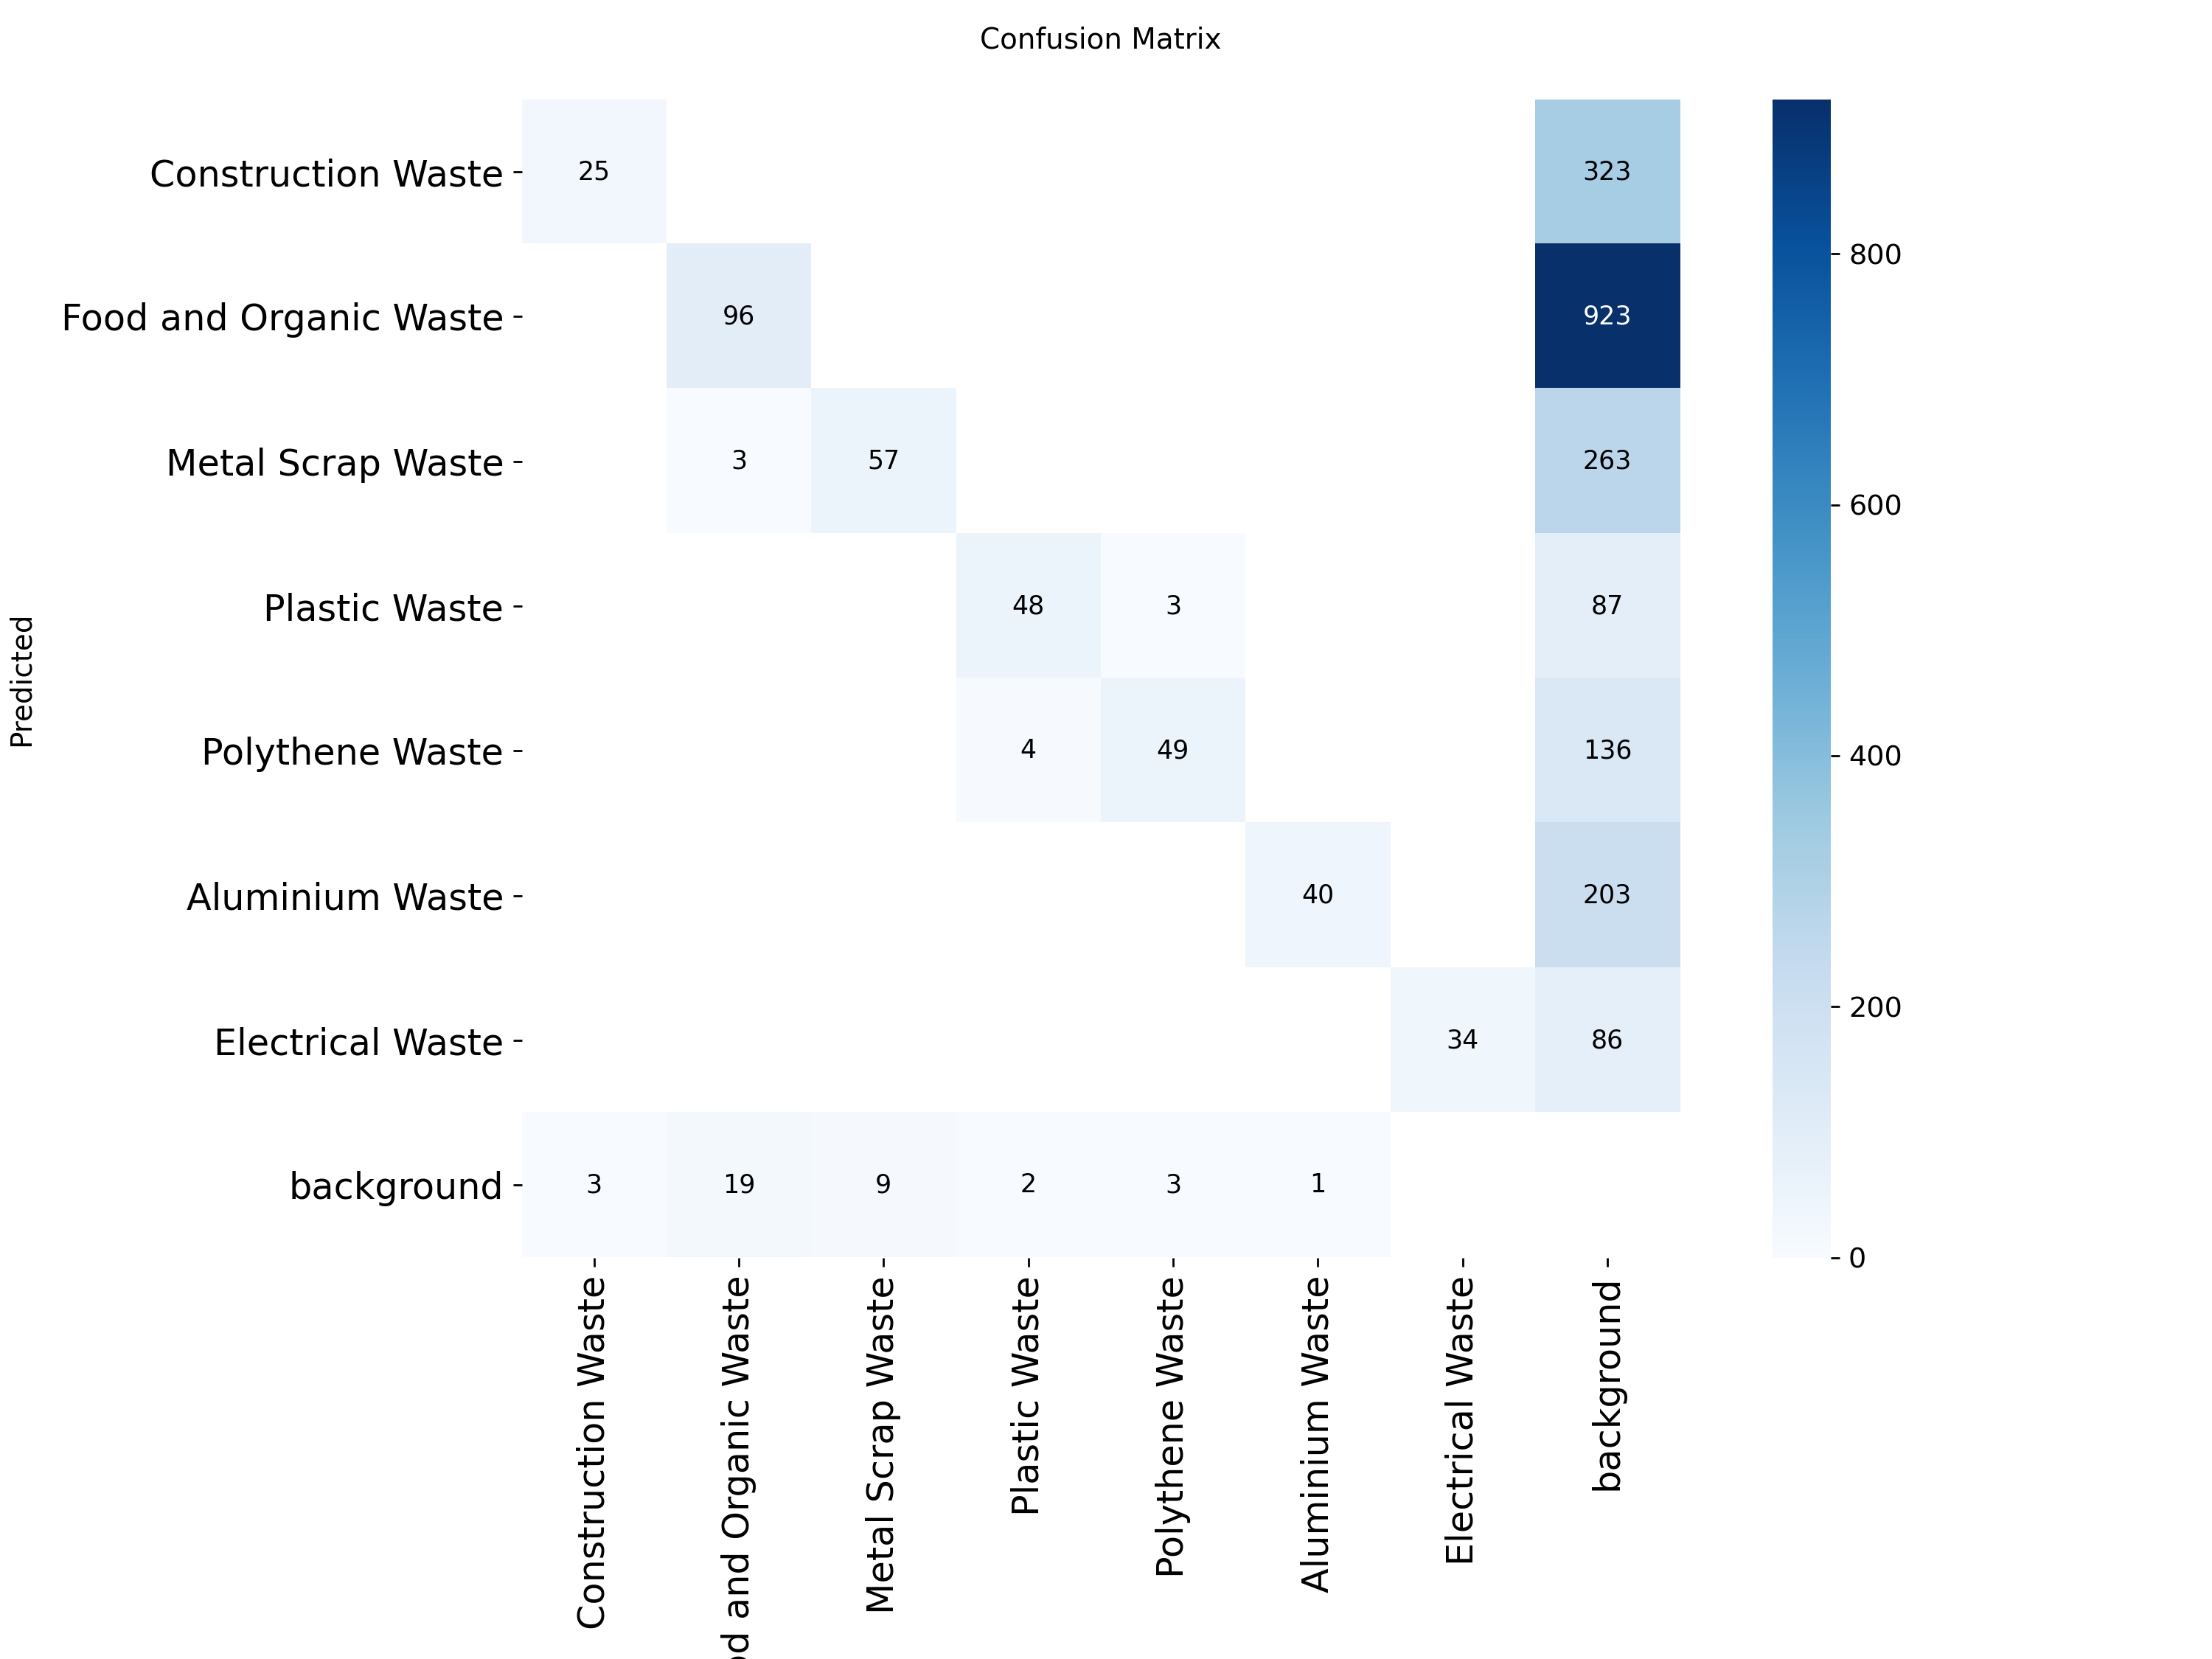 Confusion Matrix
Predicted
Construction Waste
25
323
800
Food and Organic Waste
96
923
Metal Scrap Waste
3
57
263
600
Plastic Waste
48
3
87
Polythene Waste
4
49
136
400
Aluminium Waste
40
203
200
Electrical Waste
34
86
background
3
19
9
2
3
1
0
Construction Waste
and Organic Waste
Metal Scrap Waste
Plastic Waste
Polythene Waste
Aluminium Waste
Electrical Waste
background